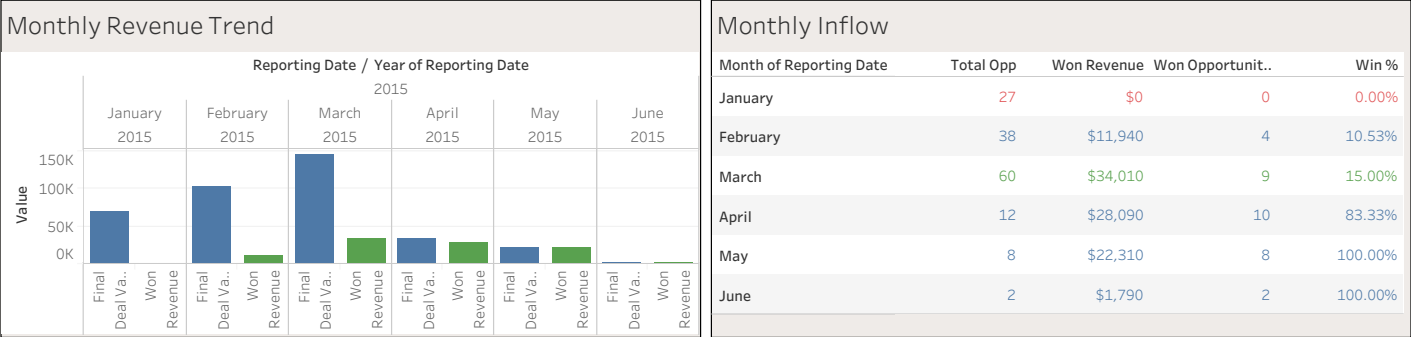 Monthly Revenue Trend
Reporting Date / Year of Reporting Date
2015
January February March April May June
2015 2015 2015 2015 2015 2015
150K
100K
50K
0K
Value
Final Deal Va.. Won Revenue Final Deal Va.. Won Revenue Final Deal Va.. Won Revenue Final Deal Va.. Won Revenue Final Deal Va.. Won Revenue Final Deal Va.. Won Revenue
Monthly Inflow
Month of Reporting Date Total Opp Won Revenue Won Opportunit.. Win %
January 27 $0 0 0.00%
February 38 $11,940 4 10.53%
March 60 $34,010 9 15.00%
April 12 $28,090 10 83.33%
May 8 $22,310 8 100.00%
June 2 $1,790 2 100.00%